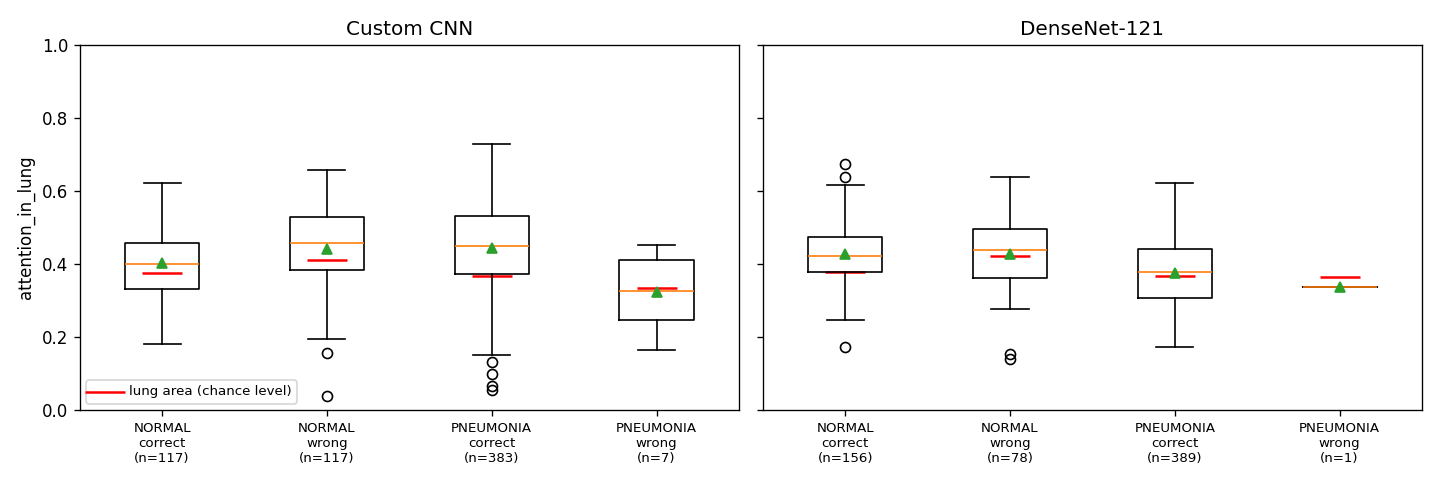 Custom CNN
DenseNet-121
attention_in_lung
1.0
0.8
0.6
0.4
0.2
0.0
lung area (chance level)
NORMAL
correct
(n=117)
NORMAL
wrong
(n=117)
PNEUMONIA
correct
(n=383)
PNEUMONIA
wrong
(n=7)
NORMAL
correct
(n=156)
NORMAL
wrong
(n=78)
PNEUMONIA
correct
(n=389)
PNEUMONIA
wrong
(n=1)